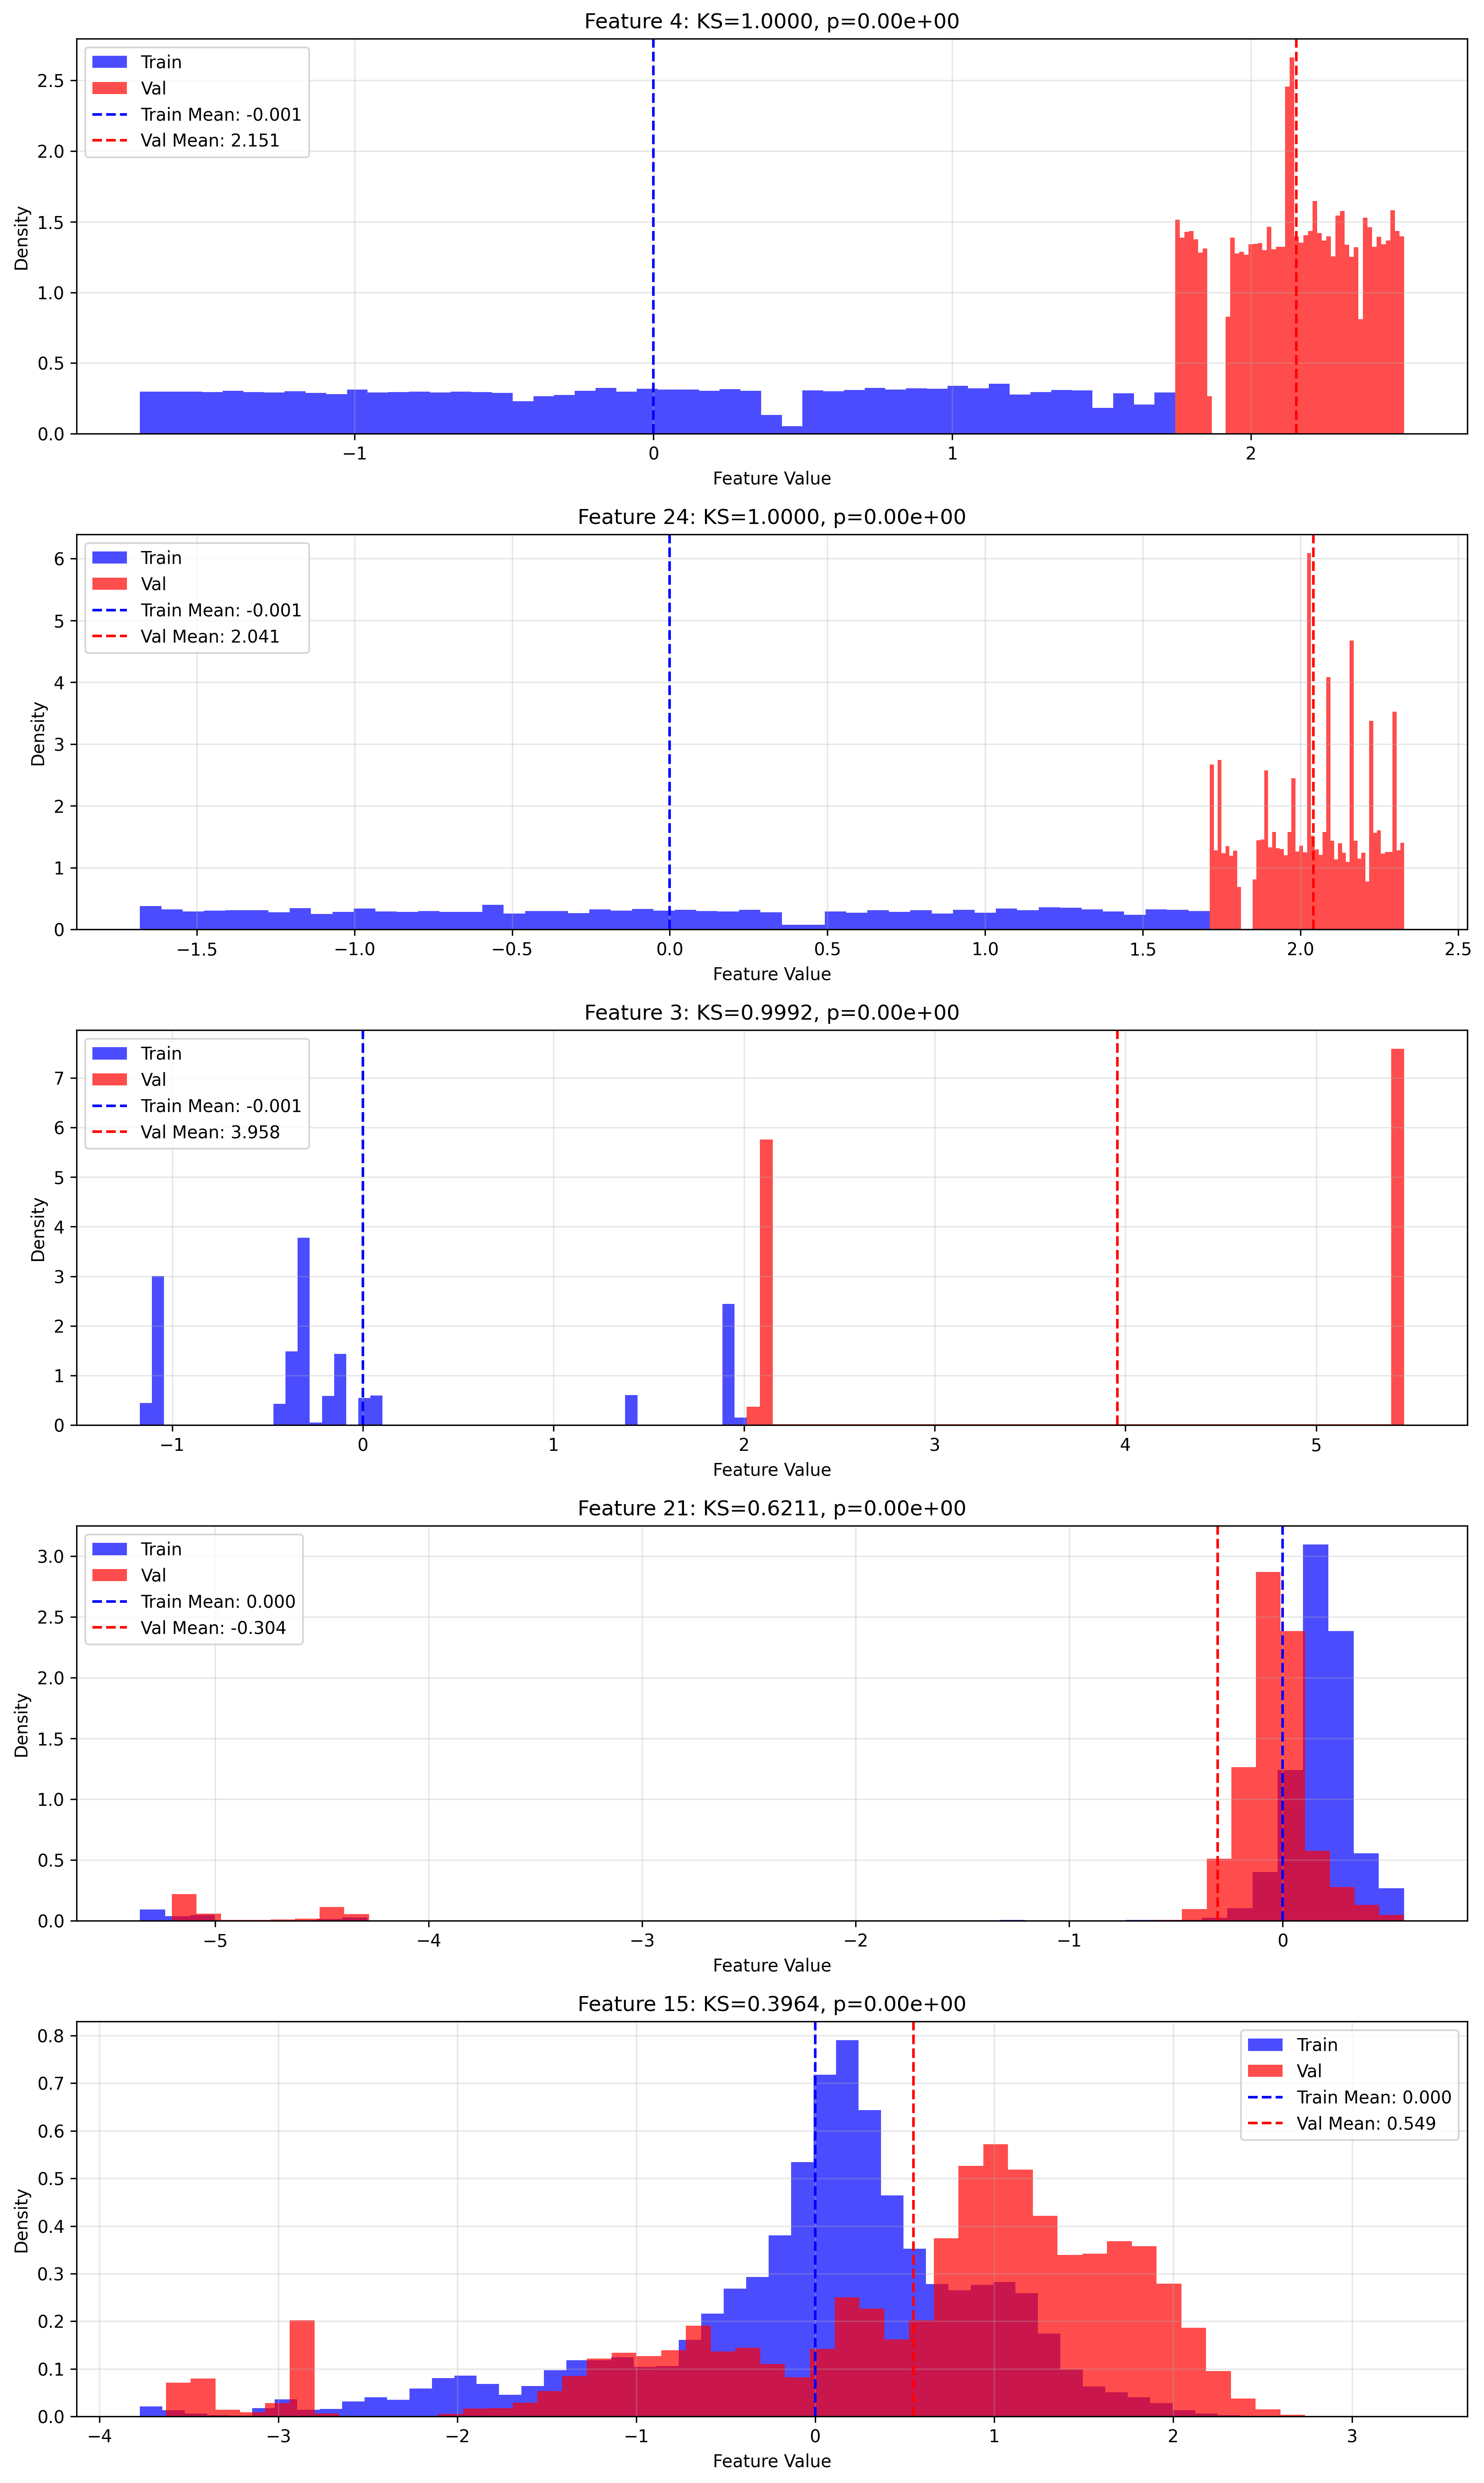 Feature 4: KS=1.0000, p=0.00e+00
Train
Val
Train Mean: -0.001
Val Mean: 2.151
Density
2.5
2.0
1.5
1.0
0.5
0.0
−1
0
1
2
Feature Value
Feature 24: KS=1.0000, p=0.00e+00
Train
Val
Train Mean: -0.001
Val Mean: 2.041
Density
6
5
4
3
2
1
0
−1.5
−1.0
−0.5
0.0
0.5
1.0
1.5
2.0
2.5
Feature Value
Feature 3: KS=0.9992, p=0.00e+00
Train
Val
Train Mean: -0.001
Val Mean: 3.958
Density
7
6
5
4
3
2
1
0
−1
0
1
2
3
4
5
Feature Value
Feature 21: KS=0.6211, p=0.00e+00
Train
Val
Train Mean: 0.000
Val Mean: -0.304
Density
3.0
2.5
2.0
1.5
1.0
0.5
0.0
−5
−4
−3
−2
−1
0
Feature Value
Feature 15: KS=0.3964, p=0.00e+00
Train
Val
Train Mean: 0.000
Val Mean: 0.549
Density
0.8
0.7
0.6
0.5
0.4
0.3
0.2
0.1
0.0
−4
−3
−2
−1
0
1
2
3
Feature Value